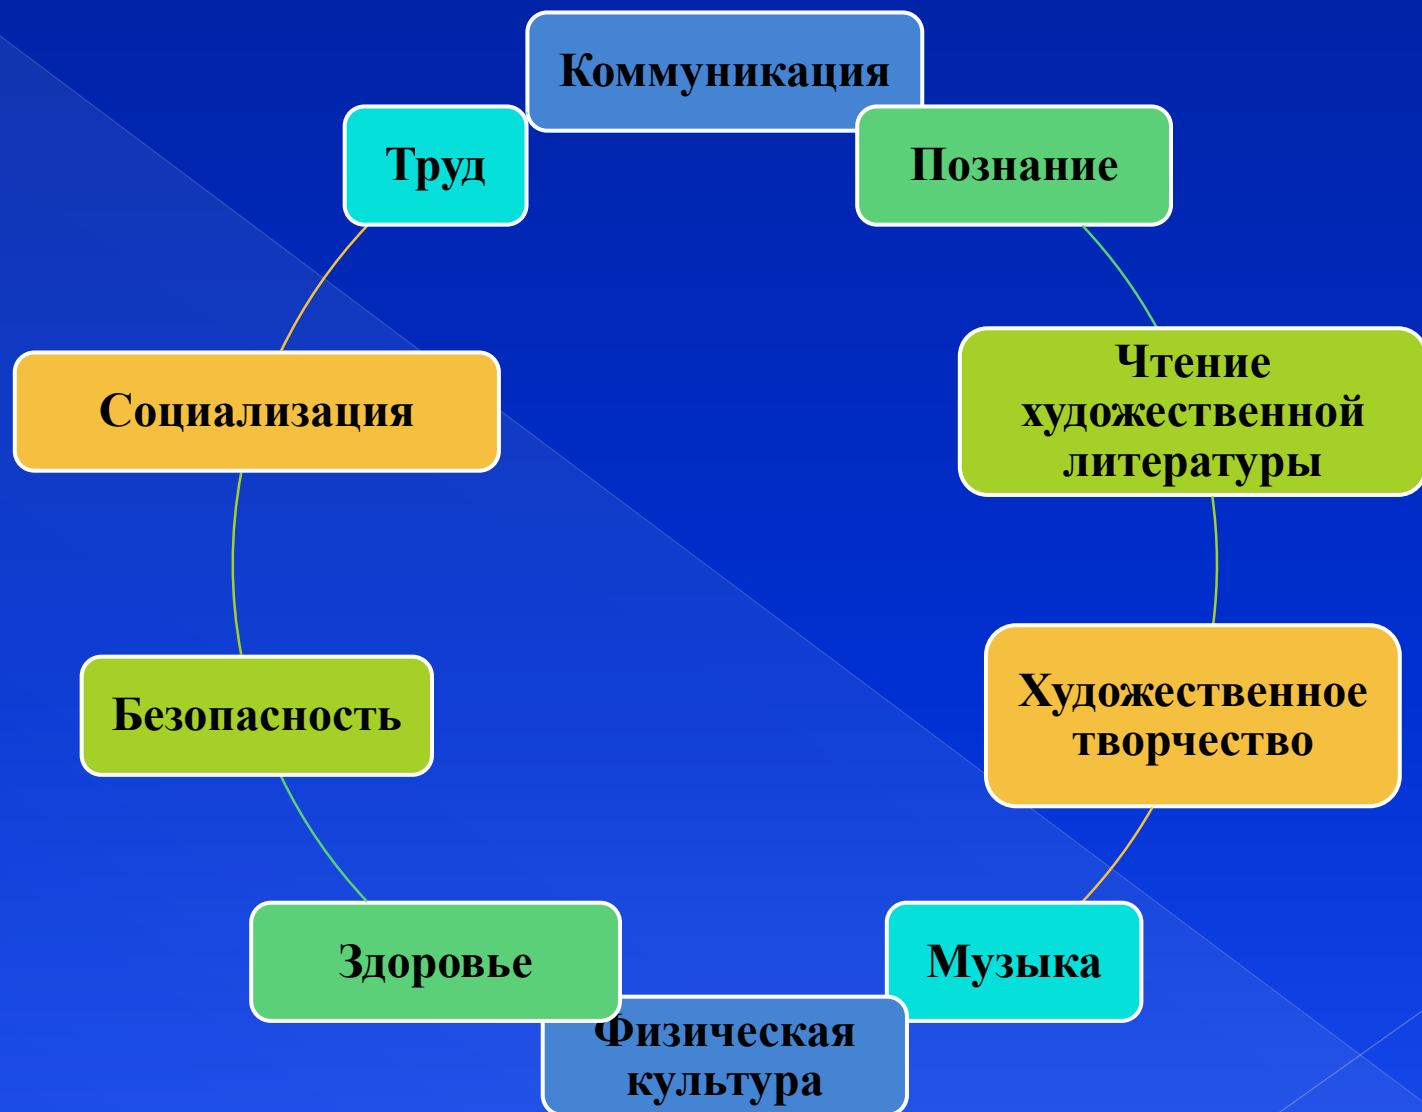 Коммуникация
Труд
Познание
Чтение
художественной
литературы
Социализация
Художественное
творчество
Безопасность
Здоровье
Музыка
Физическая
культура